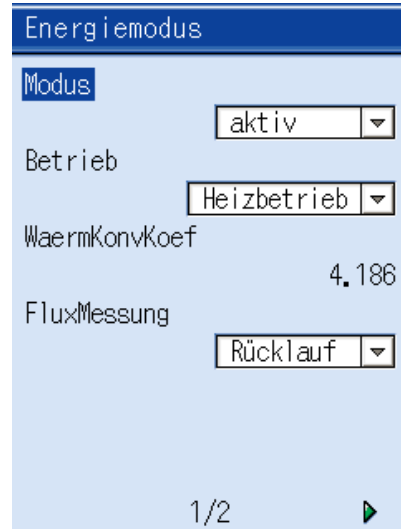 Energiemodus
Modus
aktiv
Betrieb
Heizbetrieb
WaermKonvKoef
4.186
FluxMessung
Rücklauf
1/2